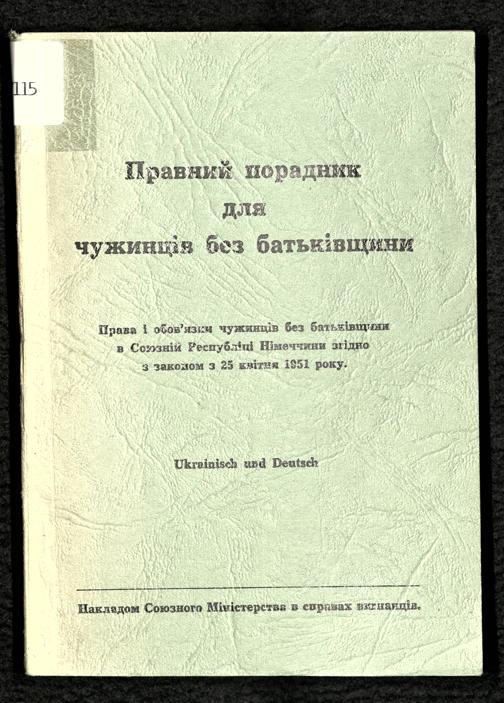 115
Правний порадник
для
чужинців без батьківщини
Права і обов'язки чужинців без батьківщини
в Союзній Республіці Німеччини згідно
з законом з 25 квітня 1951 року.
Ukrainisch und Deutsch
Накладом Союзного Міністерства в справах вигнанців.